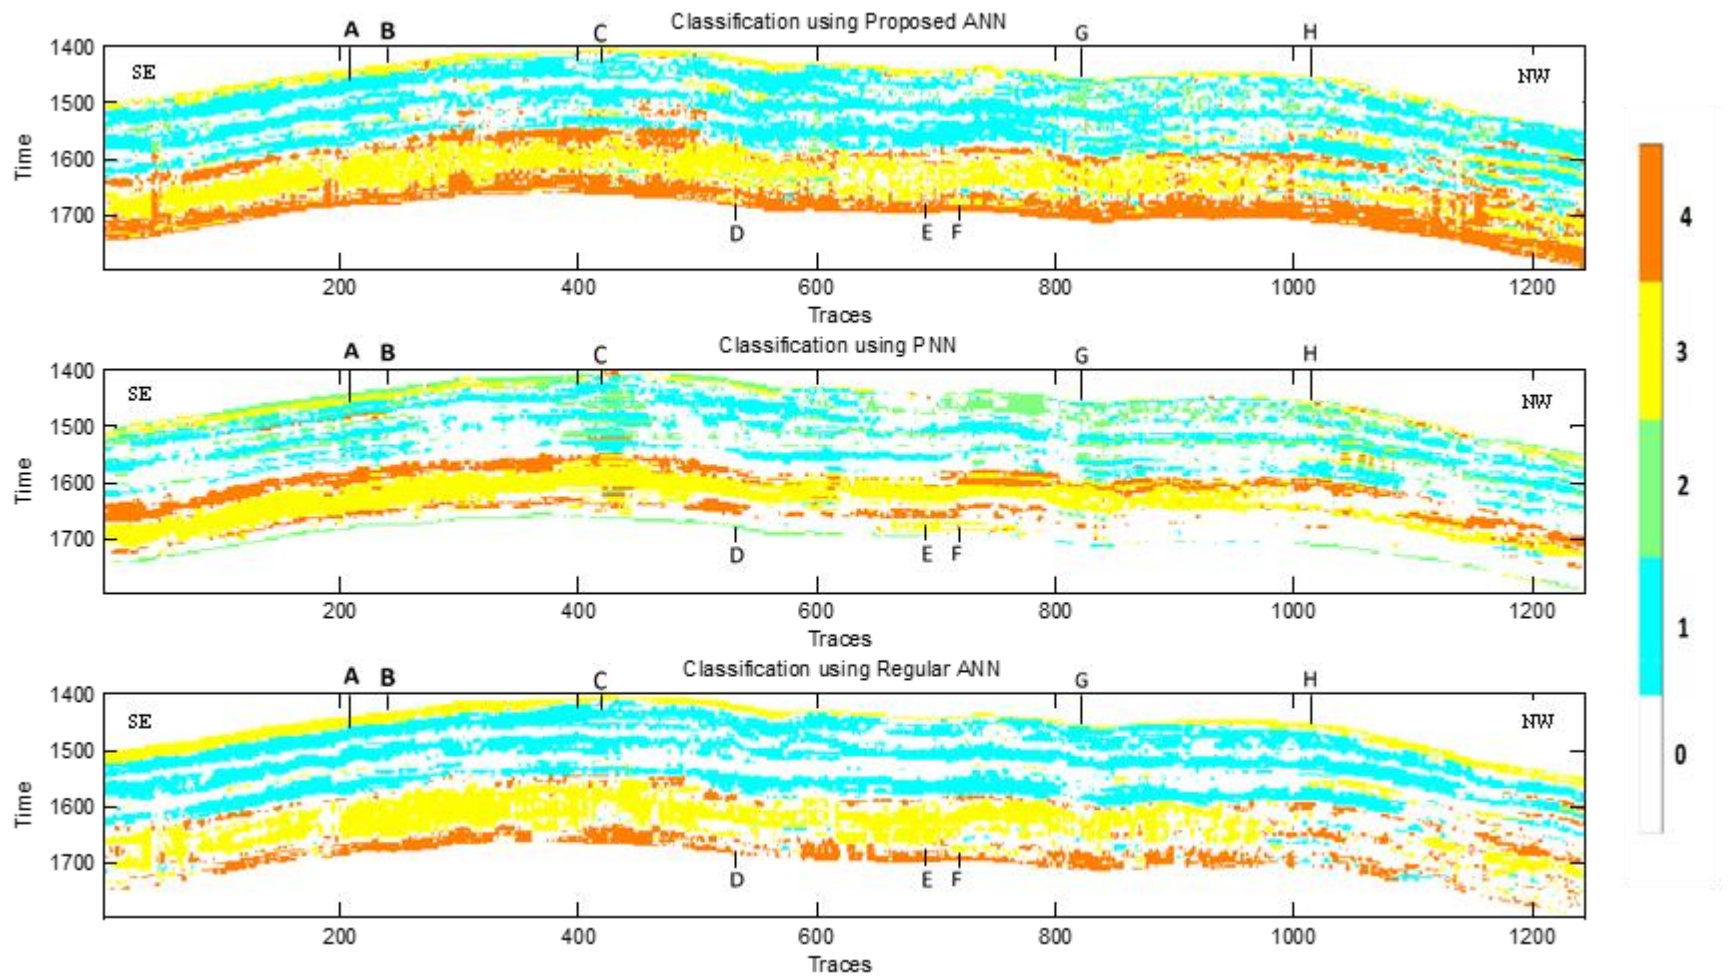 Classification using Proposed ANN
A B C G H
1400
SE NW
1500
Time
1600
1700
D E F
200 400 600 800 1000 1200
Traces
Classification using PNN
A B C G H
1400
SE NW
1500
Time
1600
1700
D E F
200 400 600 800 1000 1200
Traces
Classification using Regular ANN
A B C G H
1400
SE NW
1500
Time
1600
1700
D E F
200 400 600 800 1000 1200
Traces
4
3
2
1
0